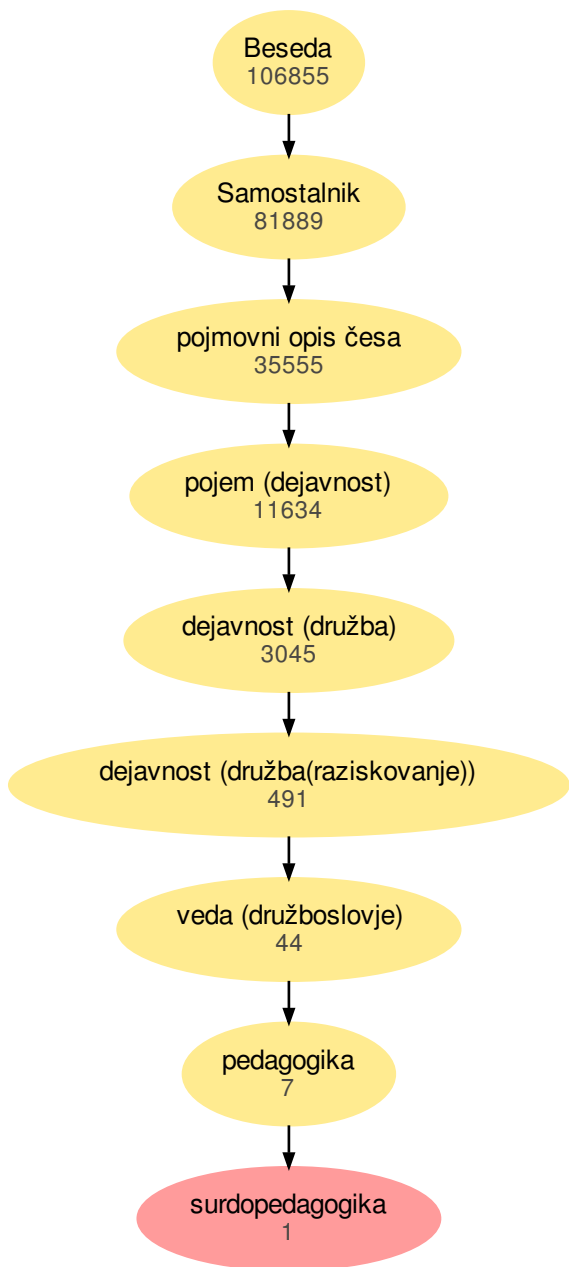 Beseda
106855
Samostalnik
81889
pojmovni opis česa
35555
pojem (dejavnost)
11634
dejavnost (družba)
3045
dejavnost (družba(raziskovanje))
491
veda (družboslovje)
44
pedagogika
7
surdopedagogika
1